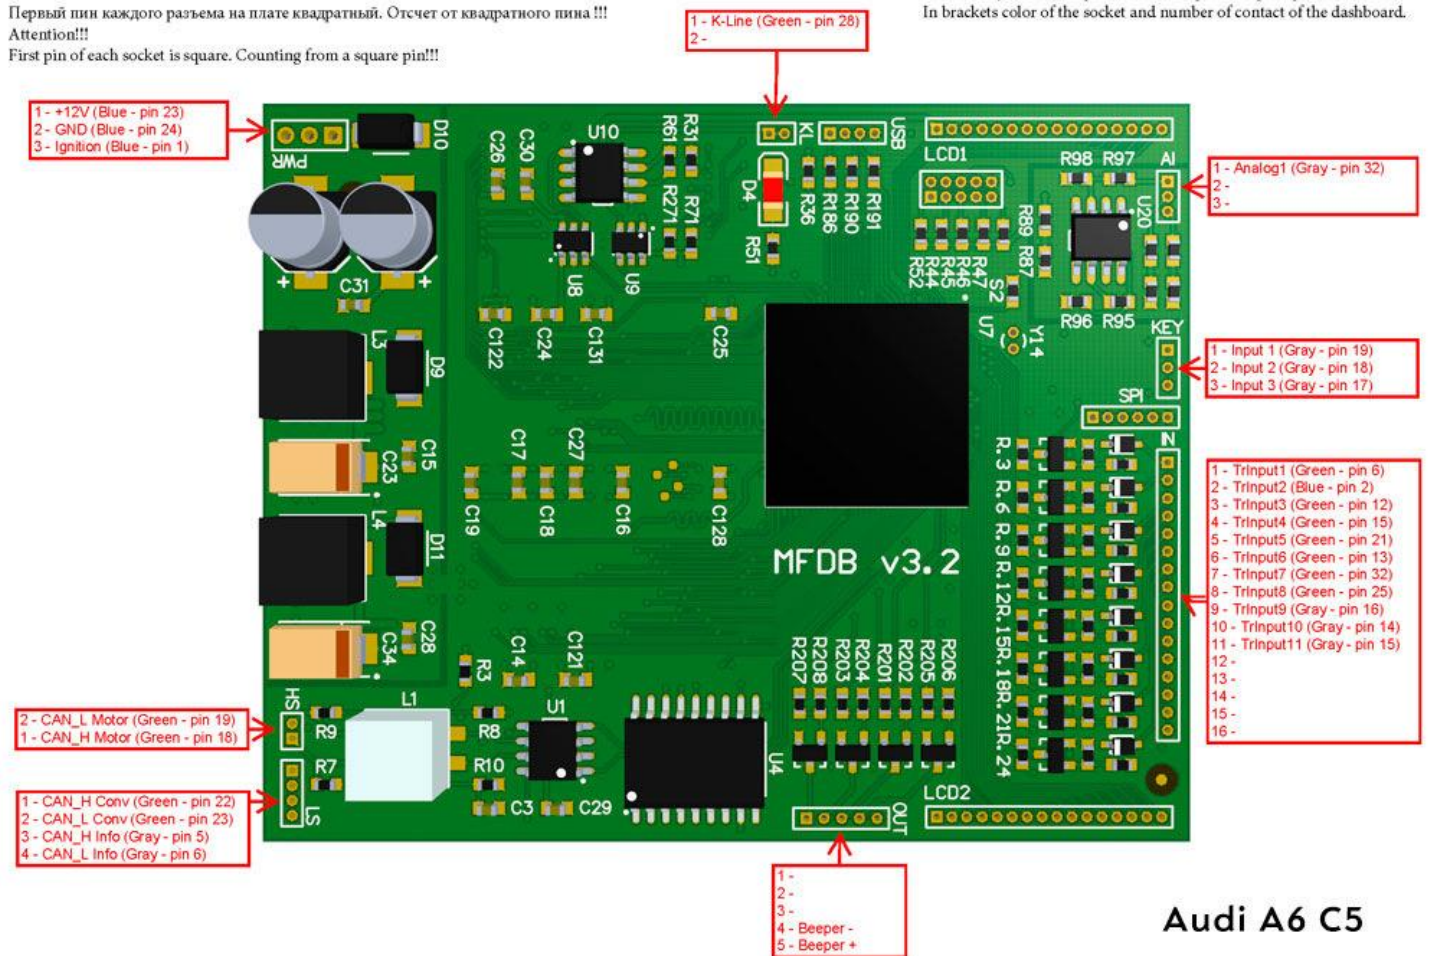 Первый пин каждого разъема на плате квадратный. Отсчет от квадратного пина !!!
Attention!!!
First pin of each socket is square. Counting from a square pin!!!
In brackets color of the socket and number of contact of the dashboard.
1 - K-Line (Green - pin 28)
2 -
1 - +12V (Blue - pin 23)
2 - GND (Blue - pin 24)
3 - Ignition (Blue - pin 1)
PWR
D10
C26
C30
U10
R61
R31
R271
R71
U8
U9
KL
USB
D4
R51
R36
R186
R190
R191
LCD1
R98
R97
AI
U20
R89
R87
R52
R44
R45
R46
R47
S2
R96
R95
1 - Analog1 (Gray - pin 32)
2 -
3 -
+
+
C31
L3
D9
C122
C24
C131
C25
U7
Y14
KEY
1 - Input 1 (Gray - pin 19)
2 - Input 2 (Gray - pin 18)
3 - Input 3 (Gray - pin 17)
SPI
IN
C15
C23
C17
C27
C19
C18
C16
C128
L4
D11
MFDB v3.2
R.3
R.6
R.9
R.12
R.15
R.18
R.21
R.24
1 - TrInput1 (Green - pin 6)
2 - TrInput2 (Blue - pin 2)
3 - TrInput3 (Green - pin 12)
4 - TrInput4 (Green - pin 15)
5 - TrInput5 (Green - pin 21)
6 - TrInput6 (Green - pin 13)
7 - TrInput7 (Green - pin 32)
8 - TrInput8 (Green - pin 25)
9 - TrInput9 (Gray - pin 16)
10 - TrInput10 (Gray - pin 14)
11 - TrInput11 (Gray - pin 15)
12 -
13 -
14 -
15 -
16 -
C28
C34
R3
C14
C121
R207
R208
R203
R204
R201
R202
R205
R206
2 - CAN_L Motor (Green - pin 19)
1 - CAN_H Motor (Green - pin 18)
HS
R9
L1
R8
U1
R7
R10
U4
C3
C29
LS
OUT
LCD2
1 - CAN_H Conv (Green - pin 22)
2 - CAN_L Conv (Green - pin 23)
3 - CAN_H Info (Gray - pin 5)
4 - CAN_L Info (Gray - pin 6)
1 -
2 -
3 -
4 - Beeper -
5 - Beeper +
Audi A6 C5